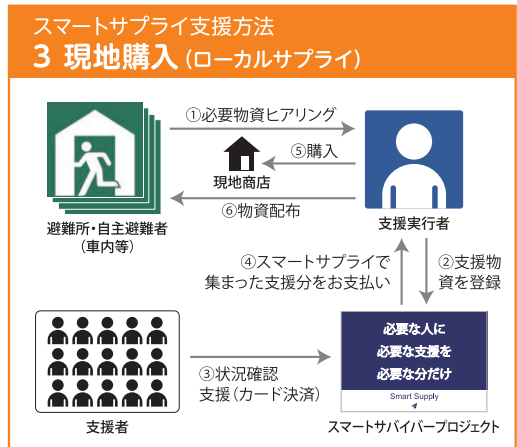 スマートサプライ支援方法
3 現地購入（ローカルサプライ）
①必要物資ヒアリング
⑤購入
現地商店
⑥物資配布
避難所・自主避難者
（車内等）
支援実行者
④スマートサプライで
集まった支援分をお支払い
②支援物
資を登録
必要な人に
必要な支援を
必要な分だけ
Smart Supply
③状況確認
支援（カード決済）
支援者
スマートサバイバープロジェクト